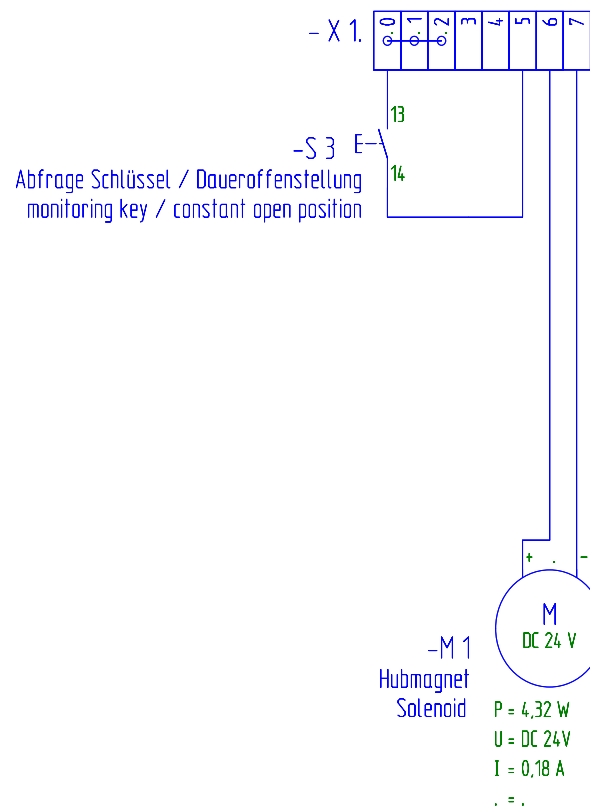 - X 1.
.0 .1 .2 3 4 5 6 7
13
-S 3 E
14
Abfrage Schlüssel / Daueroffenstellung
monitoring key / constant open position
+ . -
M
DC 24 V
-M 1
Hubmagnet
Solenoid
P = 4,32 W
U = DC 24V
I = 0,18 A
. = .